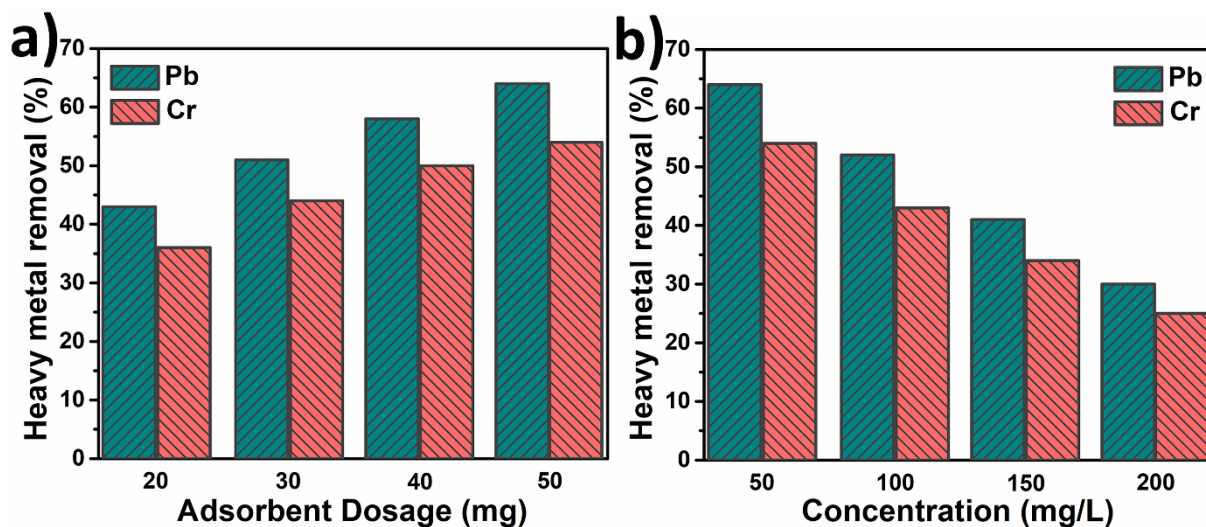 a)
Heavy metal removal (%)
70
60
50
40
30
20
10
0
Pb
Cr
20 30 40 50
Adsorbent Dosage (mg)
b)
Heavy metal removal (%)
70
60
50
40
30
20
10
0
Pb
Cr
50 100 150 200
Concentration (mg/L)